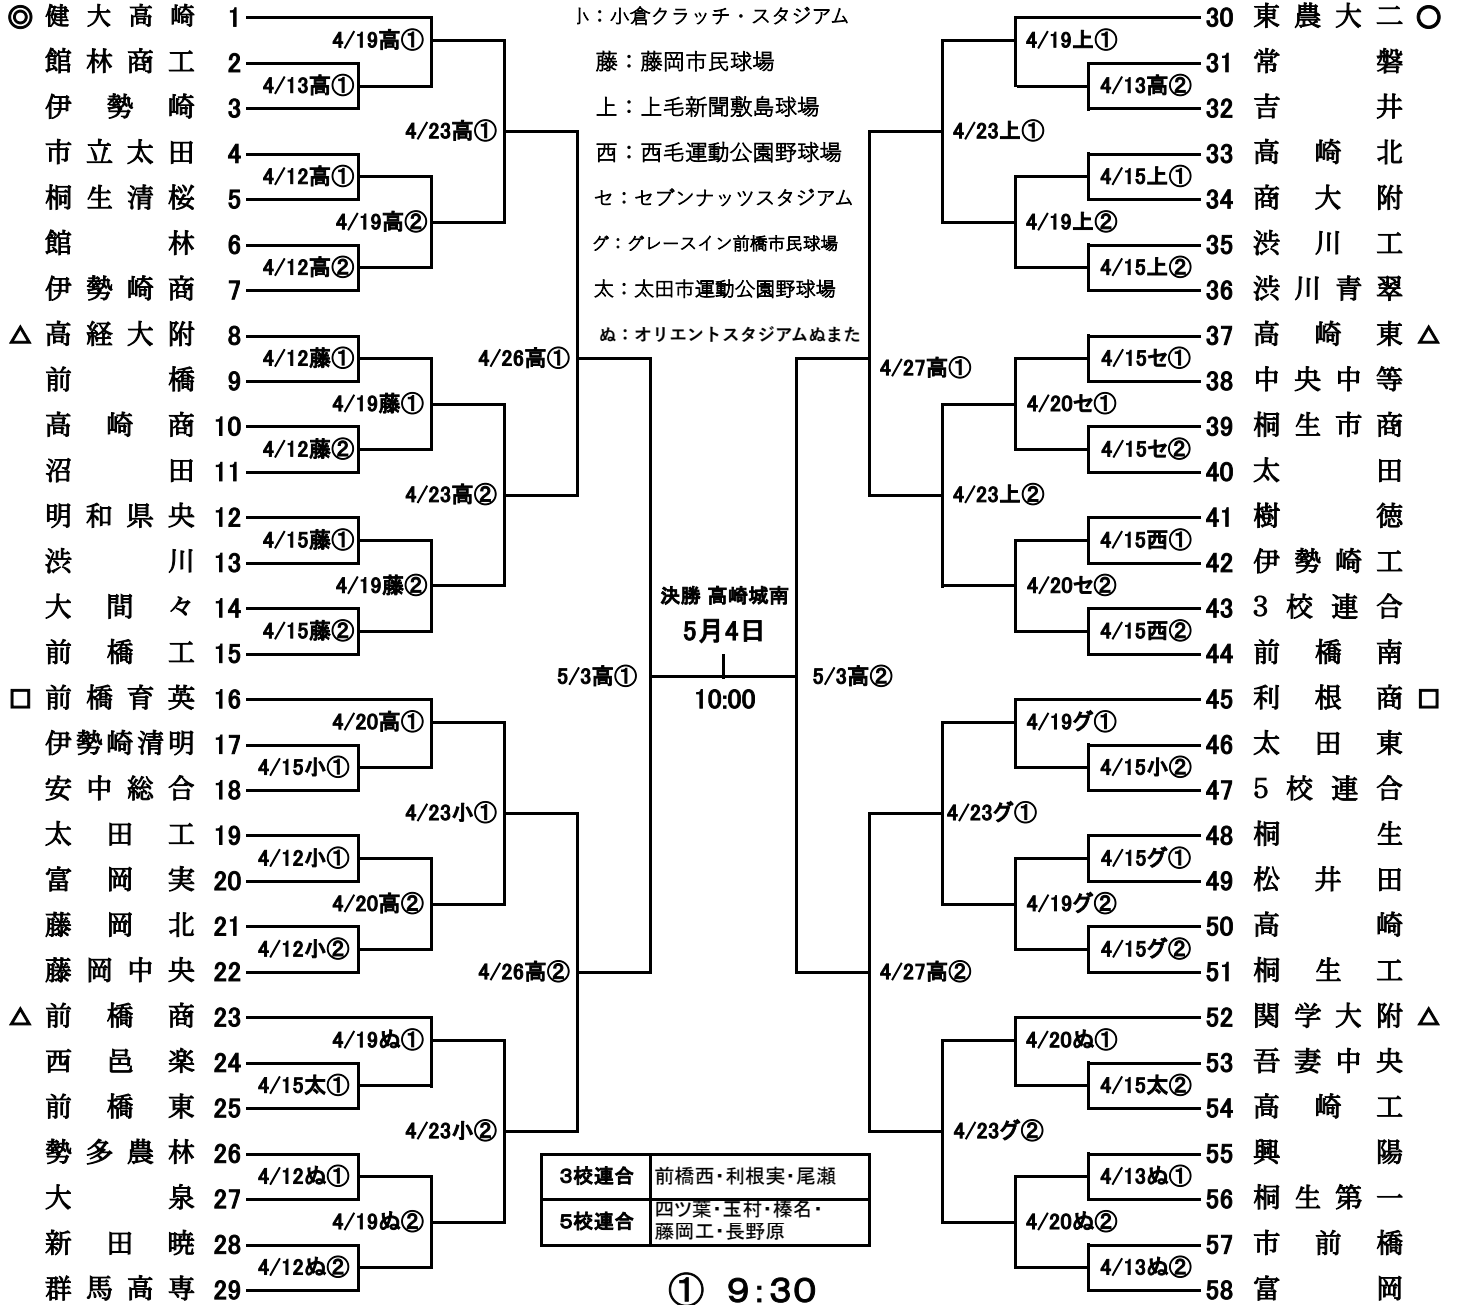 ◎ 健大高崎 1
館林商工 2
伊勢崎 3
市立太田 4
桐生清桜 5
館林 6
伊勢崎商 7
△ 高経大附 8
前橋 9
高崎商 10
沼田 11
明和県央 12
渋川 13
大間々 14
前橋工 15
□ 前橋育英 16
伊勢崎清明 17
安中総合 18
太田工 19
富岡実 20
藤岡北 21
藤岡中央 22
△ 前橋商 23
西邑楽 24
前橋東 25
勢多農林 26
大泉 27
新田暁 28
群馬高専 29
4/13高①
4/12高①
4/12高②
4/12藤①
4/12藤②
4/15藤①
4/15藤②
4/15小①
4/12小①
4/12小②
4/15太①
4/12ぬ①
4/12ぬ②
4/19高①
4/19高②
4/19藤①
4/19藤②
4/20高①
4/20高②
4/19ぬ①
4/19ぬ②
4/23高①
4/23高②
4/23小①
4/23小②
4/26高①
4/26高②
5/3高①
小：小倉クラッチ・スタジアム
藤：藤岡市民球場
上：上毛新聞敷島球場
西：西毛運動公園野球場
セ：セブンナッツスタジアム
グ：グレースイン前橋市民球場
太：太田市運動公園野球場
ぬ：オリエントスタジアムぬまた
決勝 高崎城南
5月4日
10:00
5/3高②
4/27高①
4/27高②
4/23上①
4/23上②
4/23グ①
4/23グ②
4/19上①
4/19上②
4/20セ①
4/20セ②
4/19グ①
4/19グ②
4/20ぬ①
4/20ぬ②
4/13高②
4/15上①
4/15上②
4/15セ①
4/15セ②
4/15西①
4/15西②
4/15小②
4/15グ①
4/15グ②
4/15太②
4/13ぬ①
4/13ぬ②
30 東農大二 ○
31 常磐
32 吉井
33 高崎北
34 商大附
35 渋川工
36 渋川青翠
37 高崎東 △
38 中央中等
39 桐生市商
40 太田
41 樹徳
42 伊勢崎工
43 3校連合
44 前橋南
45 利根商 □
46 太田東
47 5校連合
48 桐生
49 松井田
50 高崎
51 桐生工
52 関学大附 △
53 吾妻中央
54 高崎工
55 興陽
56 桐生第一
57 市前橋
58 富岡
3校連合 前橋西・利根実・尾瀬
5校連合 四ツ葉・玉村・榛名・
藤岡工・長野原
① 9:30